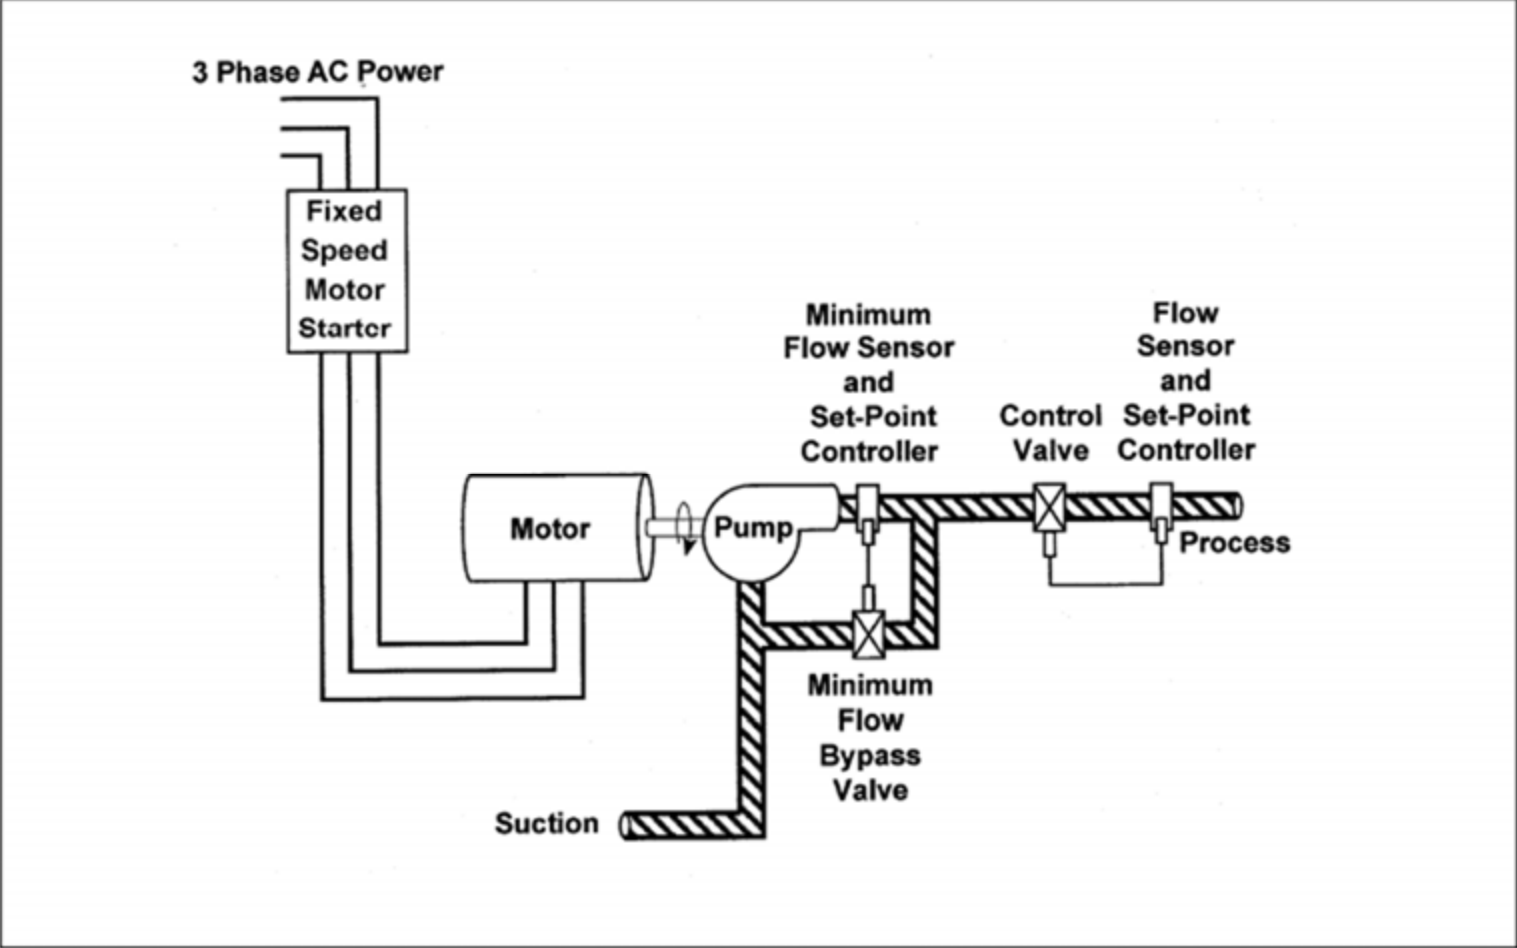 3 Phase AC Power
Fixed
Speed
Motor
Starter
Minimum
Flow Sensor
and
Set-Point
Controller
Control
Valve
Flow
Sensor
and
Set-Point
Controller
Motor
Pump
Process
Minimum
Flow
Bypass
Valve
Suction